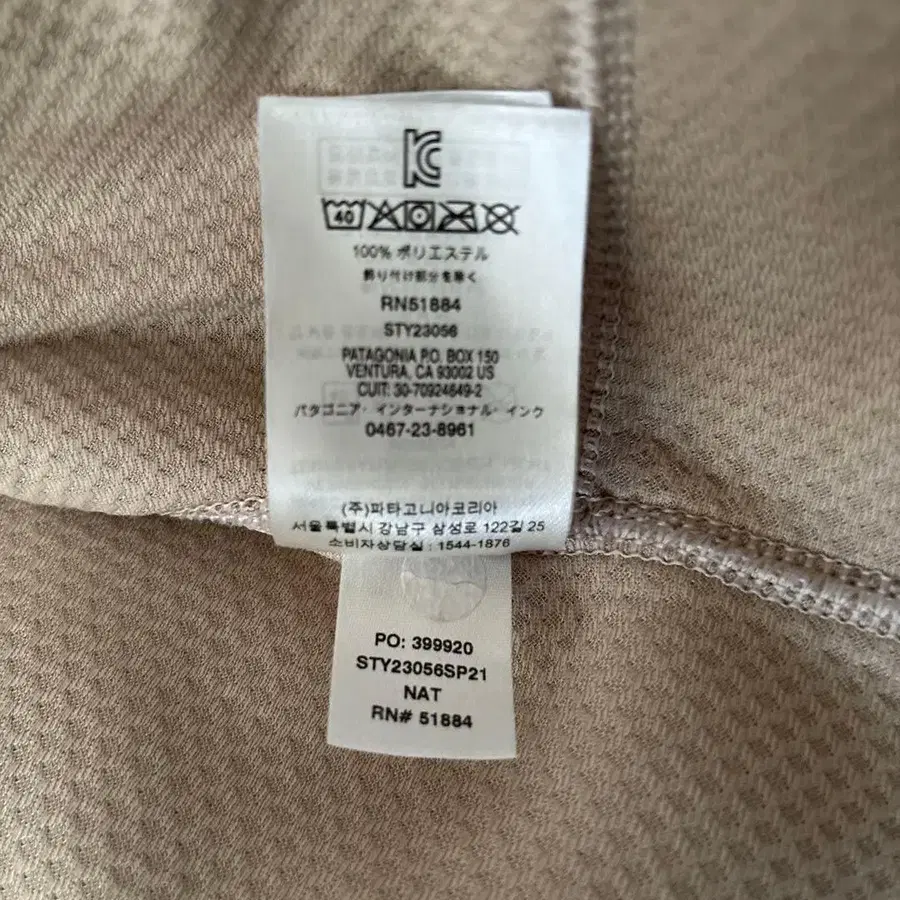 KC
40
100% ポリエステル
飾り付け部分を除く
RN51884
STY23056
PATAGONIA P.O. BOX 150
VENTURA, CA 93002 US
CUIT: 30-70924649-2
パタゴニア・インターナショナル・インク
0467-23-8961
(주)파타고니아코리아
서울특별시 강남구 삼성로 122길 25
소비자상담실 : 1544-1876
PO: 399920
STY23056SP21
NAT
RN# 51884